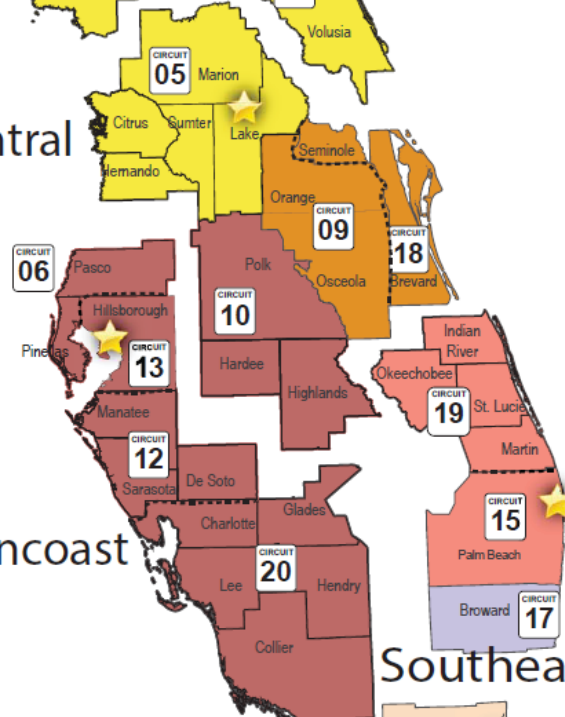 Volusia
CIRCUIT
05
Marion
Citrus
Sumter
Lake
ntral
Hernando
Seminole
Orange
CIRCUIT
09
CIRCUIT
18
CIRCUIT
06
Pasco
Polk
Osceola
Brevard
CIRCUIT
10
Hillsborough
Pinellas
CIRCUIT
13
Indian
River
Hardee
Okeechobee
Highlands
CIRCUIT
19
St. Lucie
Manatee
CIRCUIT
12
Martin
Sarasota
De Soto
CIRCUIT
15
Charlotte
Glades
ncoast
Palm Beach
CIRCUIT
20
Lee
Hendry
Broward
CIRCUIT
17
Collier
Southea